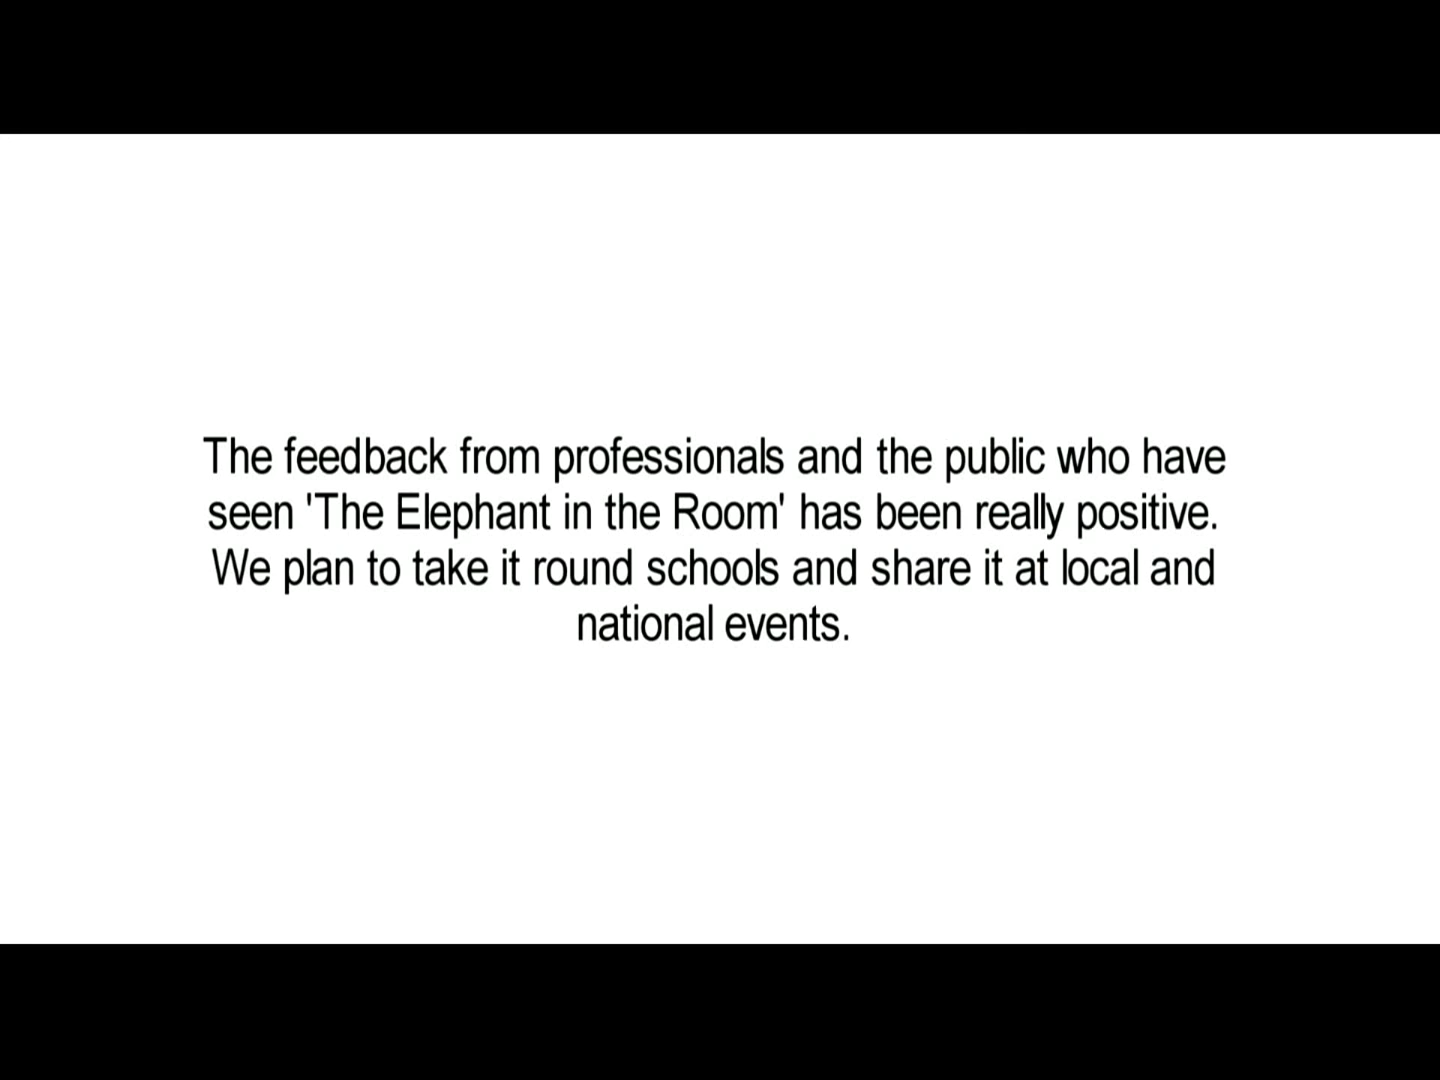 The feedback from professionals and the public who have
seen 'The Elephant in the Room' has been really positive.
We plan to take it round schools and share it at local and
national events.